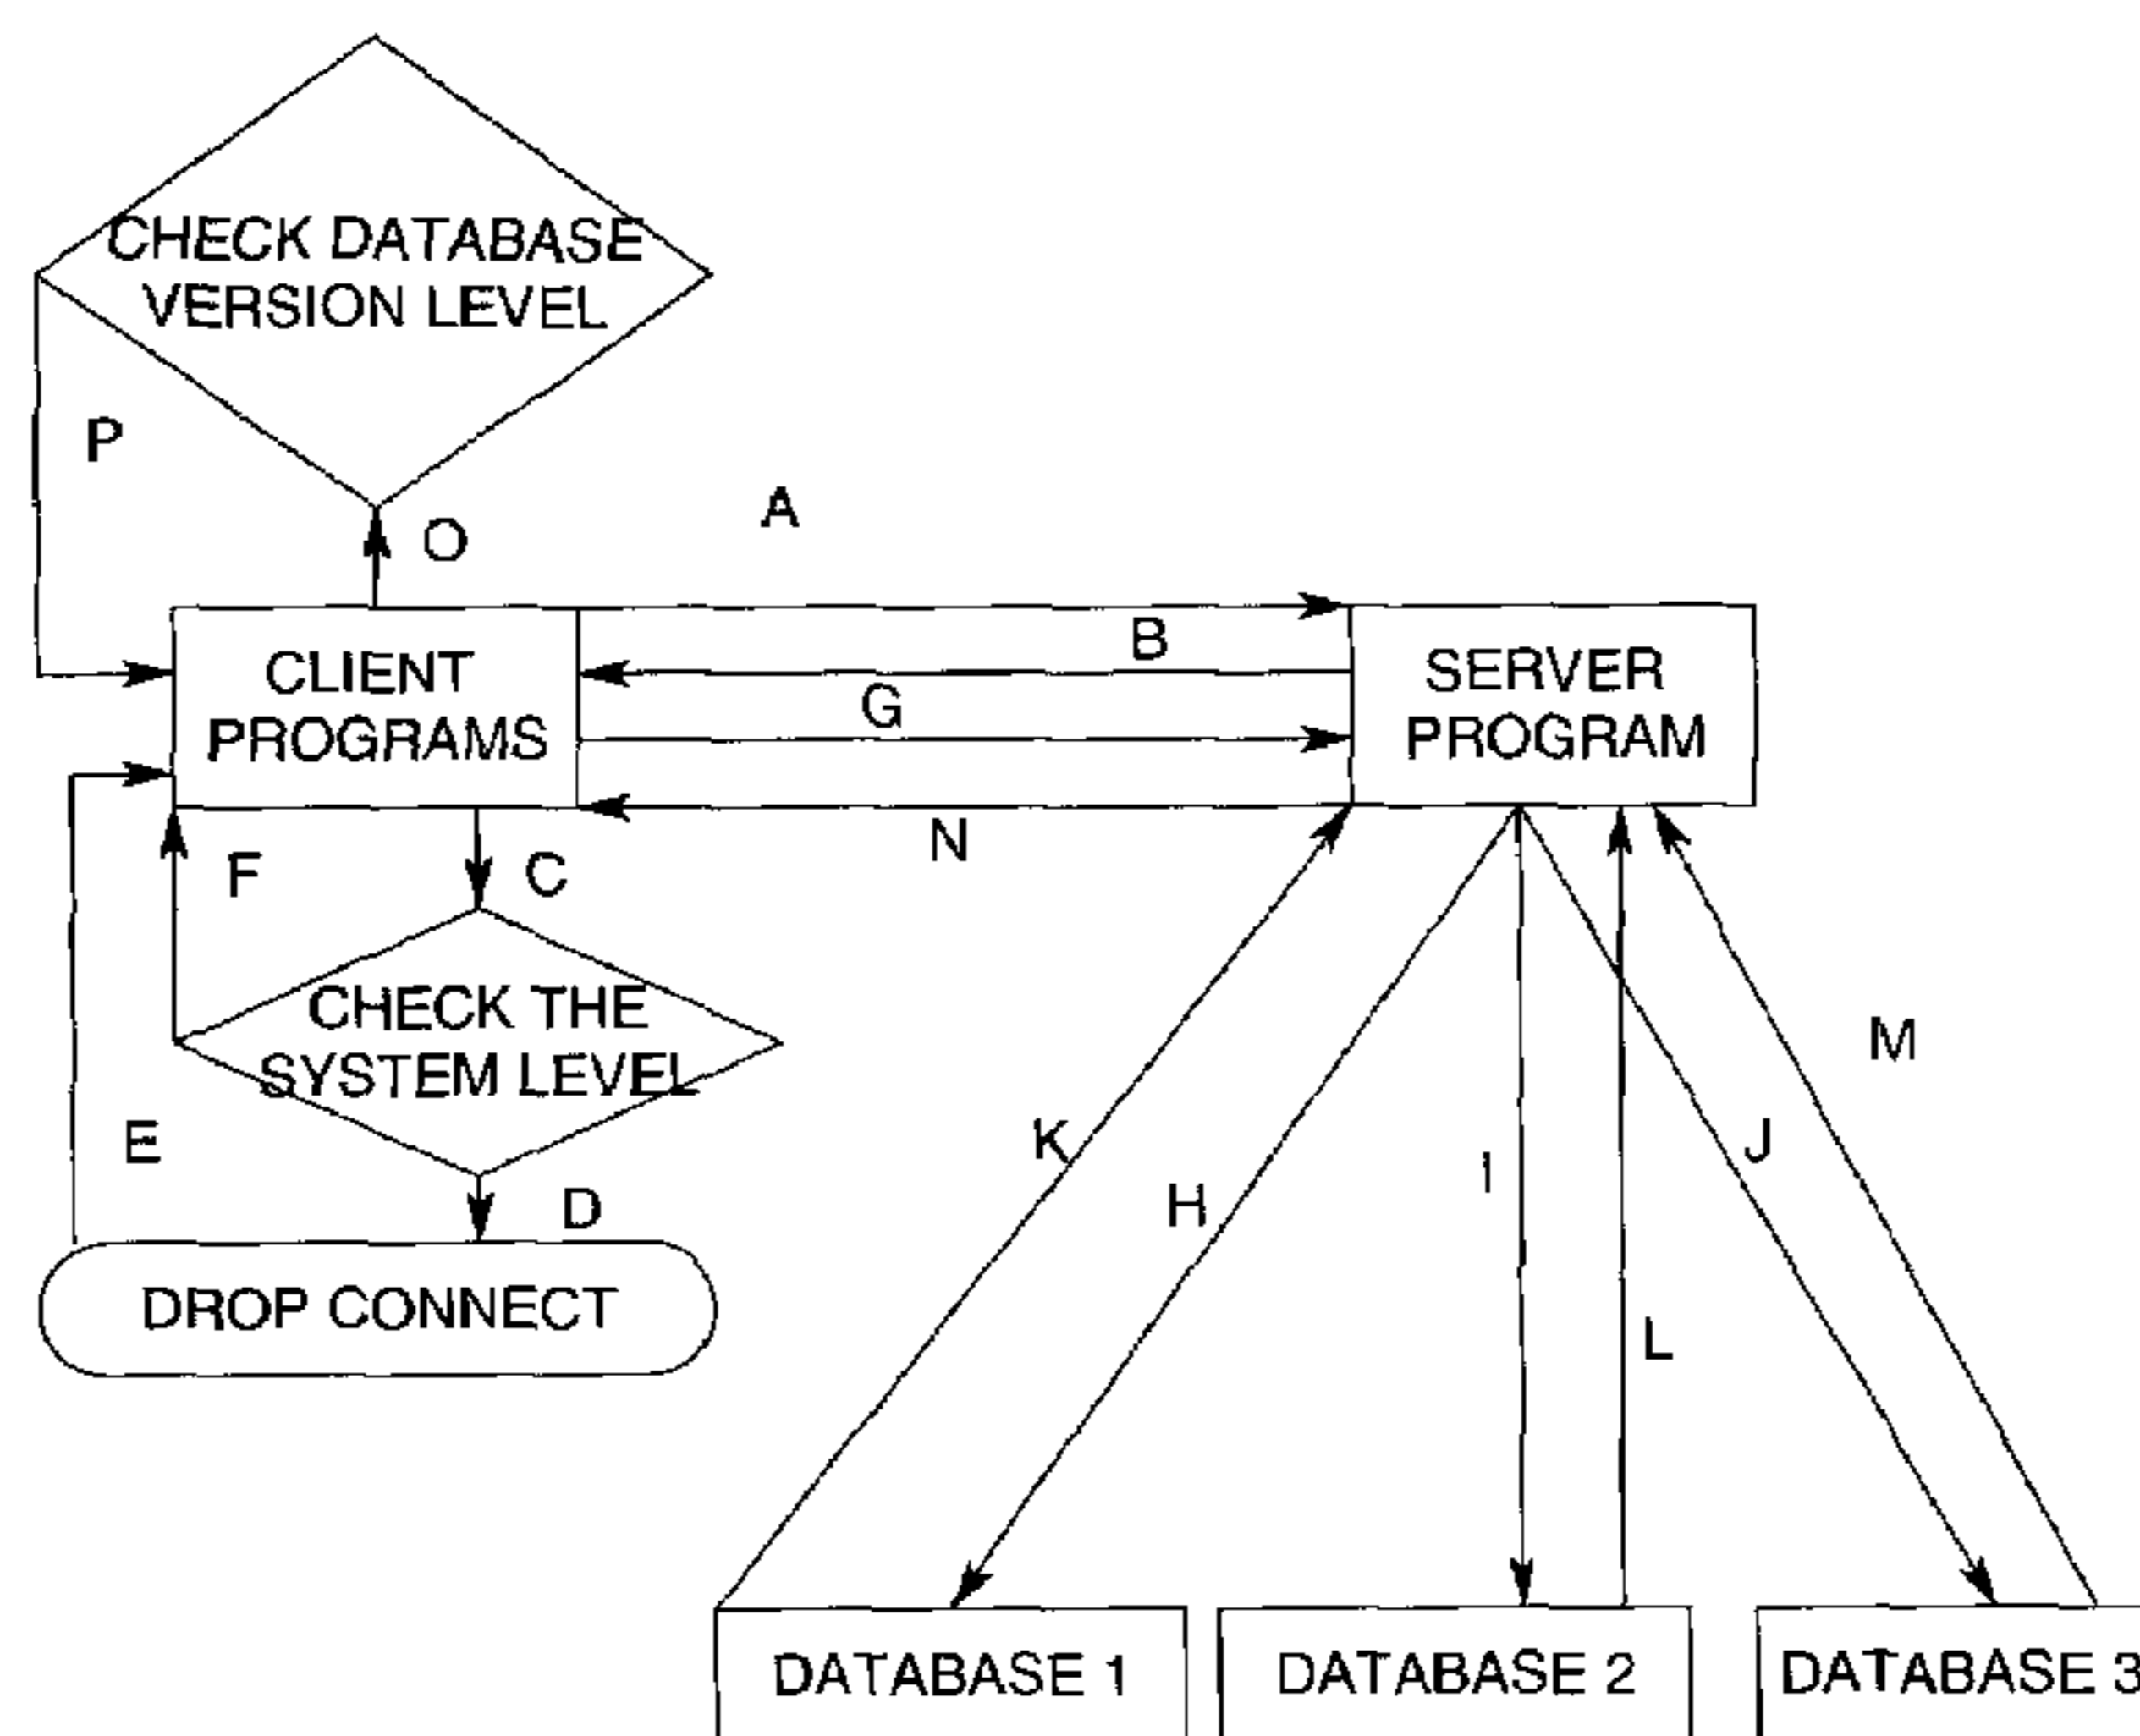 CHECK DATABASE
VERSION LEVEL
P
O
A
B
CLIENT
PROGRAMS
G
SERVER
PROGRAM
N
F
C
CHECK THE
SYSTEM LEVEL
M
E
K
I
J
D
H
DROP CONNECT
L
DATABASE 1
DATABASE 2
DATABASE 3